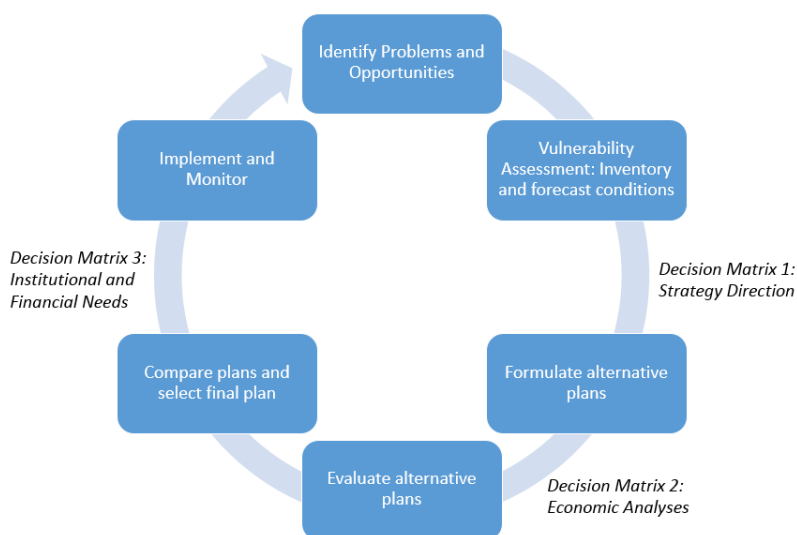 Identify Problems and
Opportunities
Vulnerability
Assessment: Inventory
and forecast conditions
Decision Matrix 1:
Strategy Direction
Formulate alternative
plans
Decision Matrix 2:
Economic Analyses
Evaluate alternative
plans
Compare plans and
select final plan
Decision Matrix 3:
Institutional and
Financial Needs
Implement and
Monitor